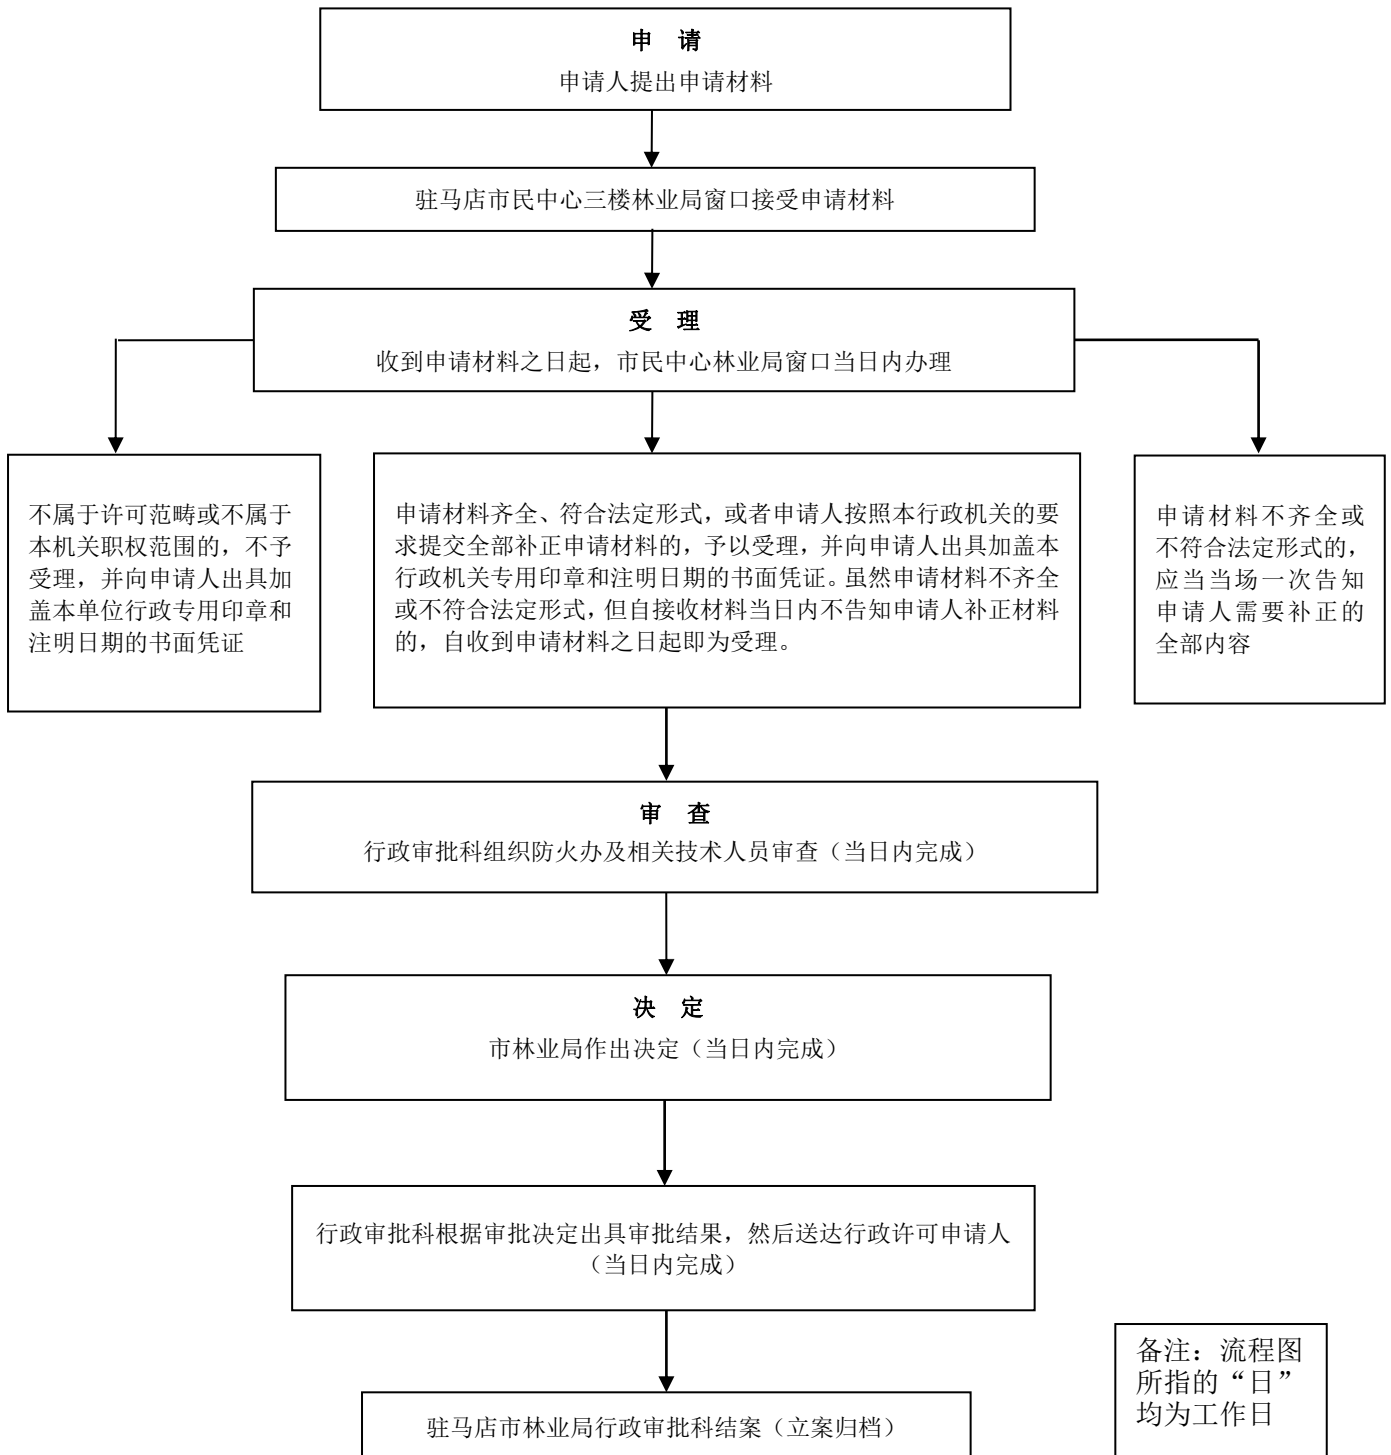 申 请
申请人提出申请材料
驻马店市民中心三楼林业局窗口接受申请材料
受 理
收到申请材料之日起，市民中心林业局窗口当日内办理
不属于许可范畴或不属于
本机关职权范围的，不予
受理，并向申请人出具加
盖本单位行政专用印章和
注明日期的书面凭证
申请材料齐全、符合法定形式，或者申请人按照本行政机关的要
求提交全部补正申请材料的，予以受理，并向申请人出具加盖本
行政机关专用印章和注明日期的书面凭证。虽然申请材料不齐全
或不符合法定形式，但自接收材料当日内不告知申请人补正材料
的，自收到申请材料之日起即为受理。
申请材料不齐全或
不符合法定形式的，
应当当场一次告知
申请人需要补正的
全部内容
审 查
行政审批科组织防火办及相关技术人员审查（当日内完成）
决 定
市林业局作出决定（当日内完成）
行政审批科根据审批决定出具审批结果，然后送达行政许可申请人
（当日内完成）
驻马店市林业局行政审批科结案（立案归档）
备注：流程图
所指的“日”
均为工作日